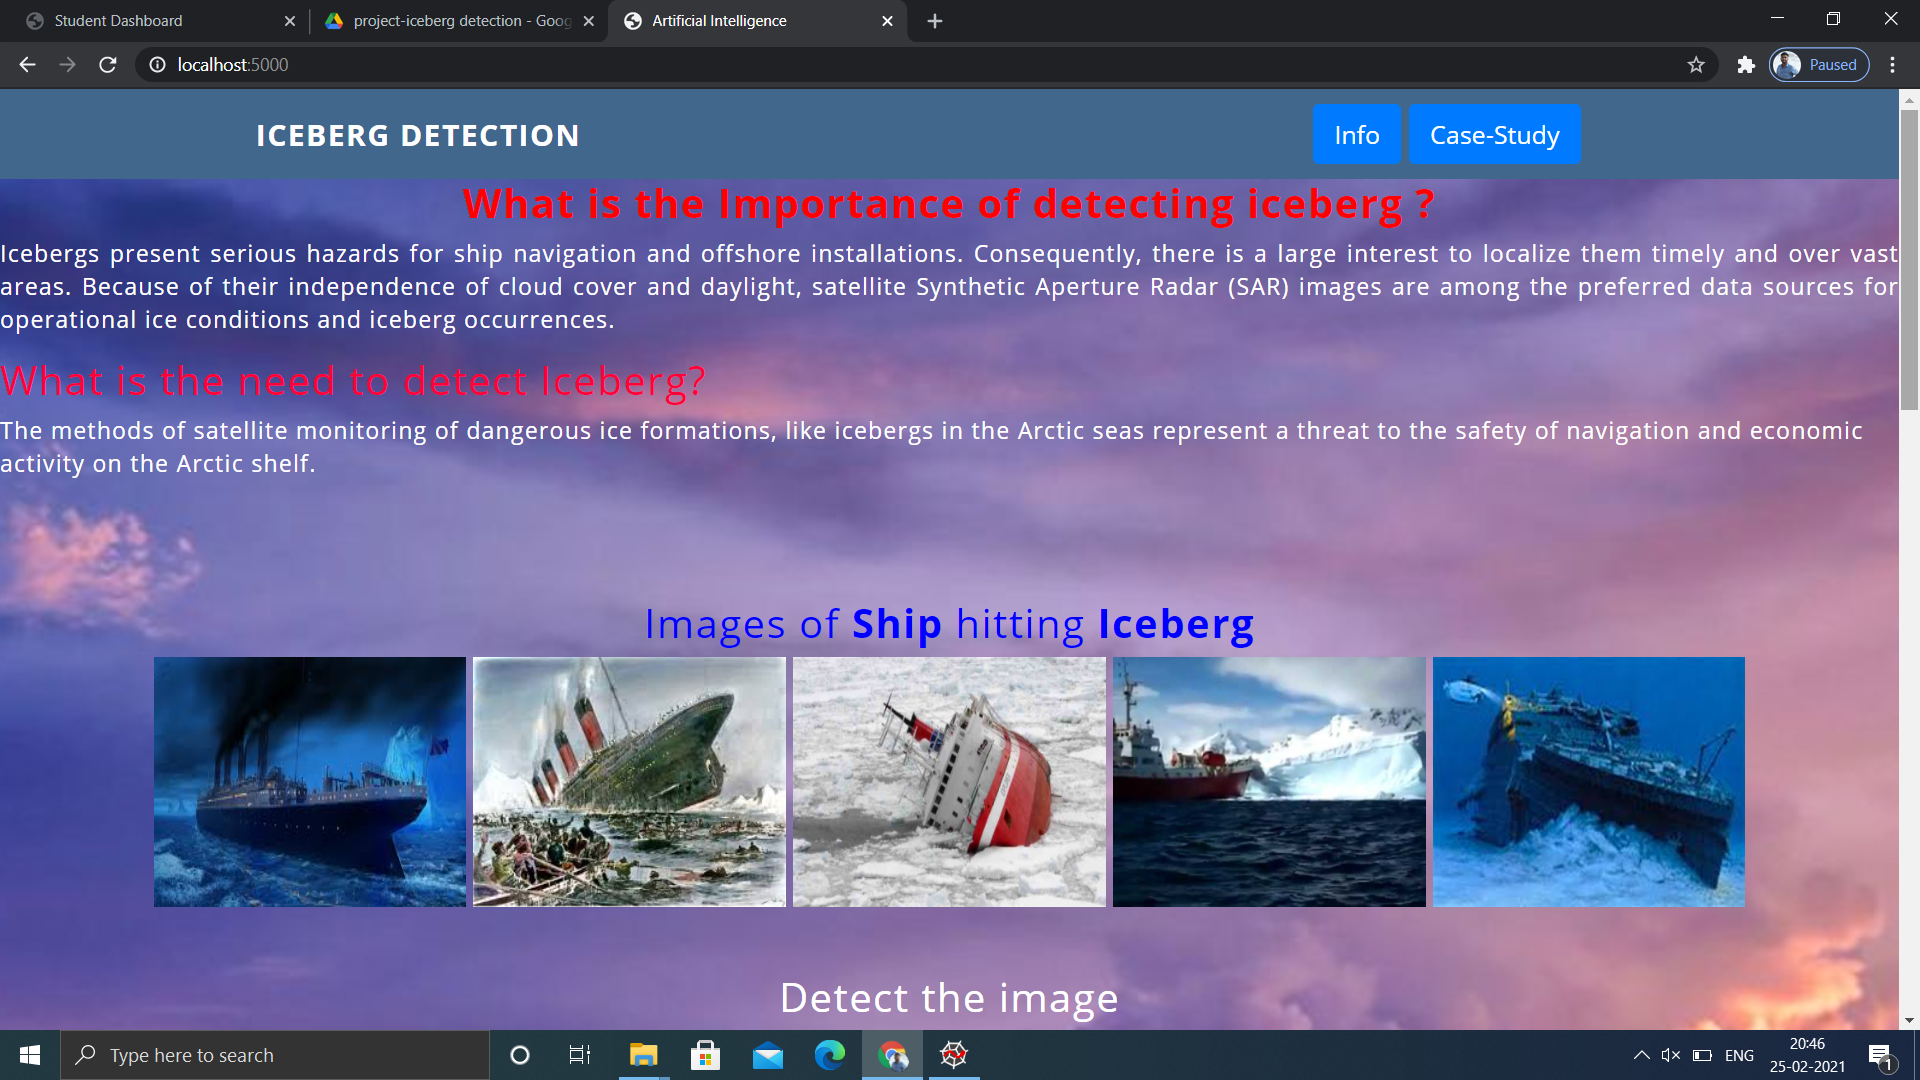 Student Dashboard
project-iceberg detection - Goog
Artificial Intelligence
localhost:5000
Paused
ICEBERG DETECTION
Info
Case-Study
What is the Importance of detecting iceberg ?
Icebergs present serious hazards for ship navigation and offshore installations. Consequently, there is a large interest to localize them timely and over vast
areas. Because of their independence of cloud cover and daylight, satellite Synthetic Aperture Radar (SAR) images are among the preferred data sources for
operational ice conditions and iceberg occurrences.
What is the need to detect Iceberg?
The methods of satellite monitoring of dangerous ice formations, like icebergs in the Arctic seas represent a threat to the safety of navigation and economic
activity on the Arctic shelf.
Images of Ship hitting Iceberg
Detect the image
Type here to search
ENG
20:46
25-02-2021
1